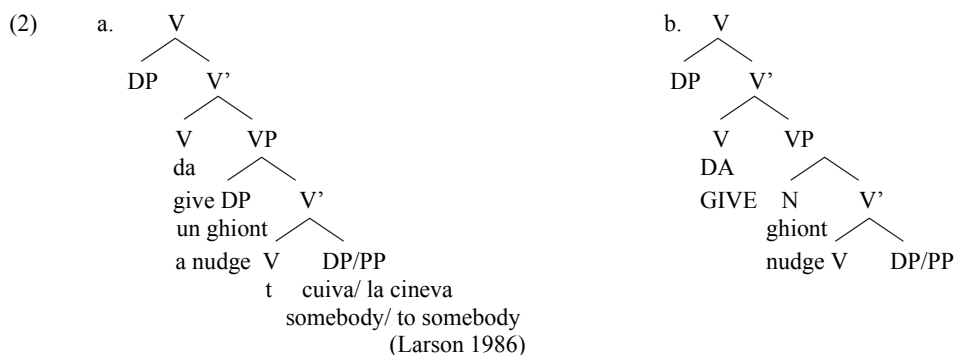 (2) a. V b. V
DP V’ DP V’
V VP V VP
da DA
give DP V’ GIVE N V’
un ghiont ghiont
a nudge V DP/PP nudge V DP/PP
t cuiva/ la cineva
somebody/ to somebody
(Larson 1986)